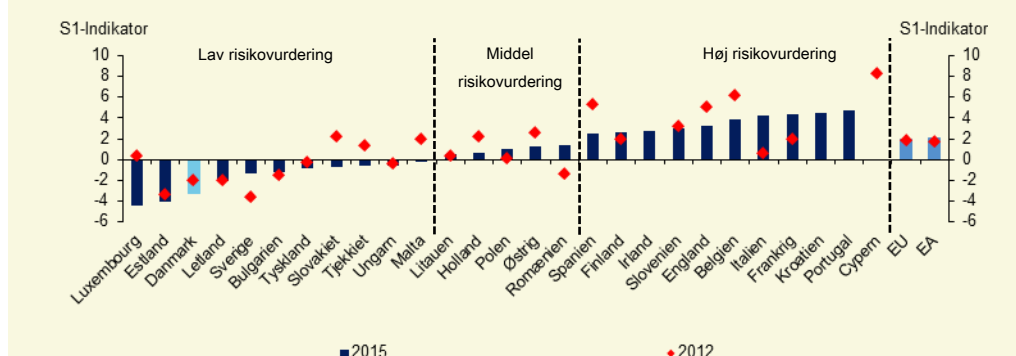 S1-Indikator
S1-Indikator
Lav risikovurdering
Middel
risikovurdering
Høj risikovurdering
10
8
6
4
2
0
-2
-4
-6
10
8
6
4
2
0
-2
-4
-6
Luxembourg
Estland
Danmark
Letland
Sverige
Bulgarien
Tyskland
Slovakiet
Tjekkiet
Ungarn
Malta
Litauen
Holland
Polen
Østrig
Romænien
Spanien
Finland
Irland
Slovenien
England
Belgien
Italien
Frankrig
Kroatien
Portugal
Cypern
EU
EA
2015
2012